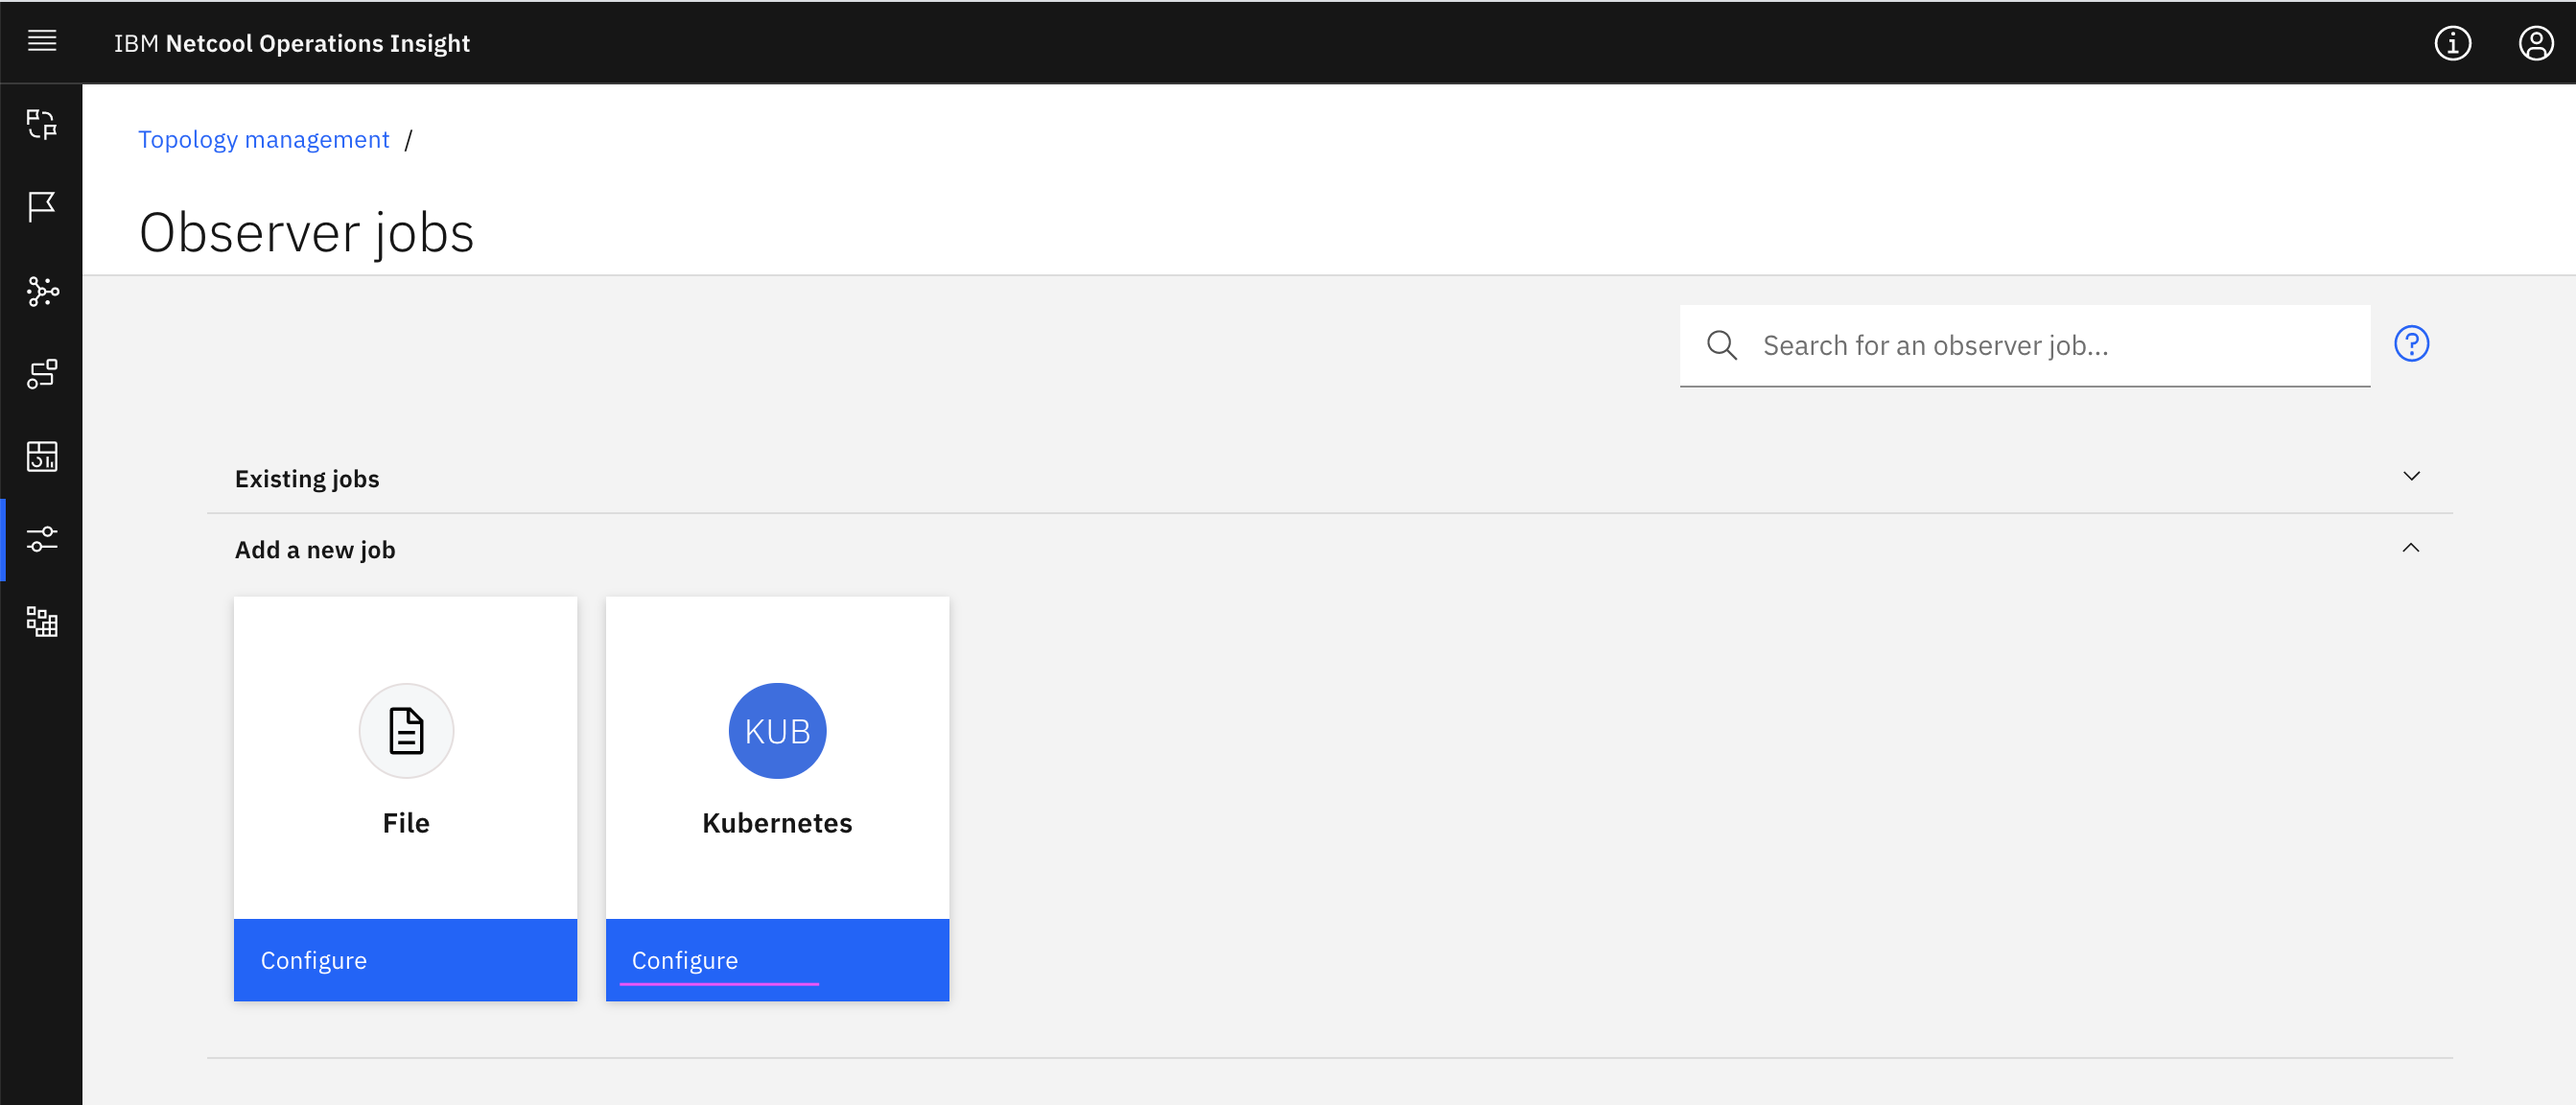 IBM Netcool Operations Insight
Topology management /
Observer jobs
Search for an observer job...
Existing jobs
Add a new job
KUB
File
Kubernetes
Configure
Configure